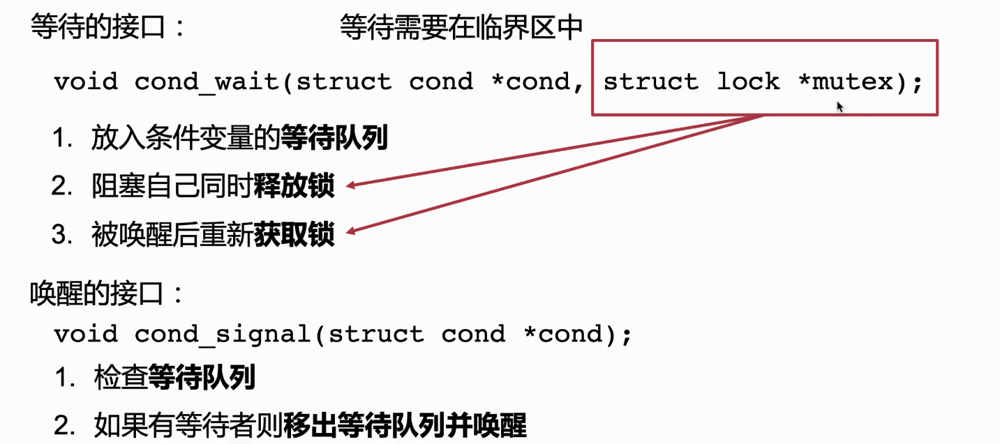 等待的接口： 等待需要在临界区中
void cond_wait(struct cond *cond, struct lock *mutex);
1. 放入条件变量的等待队列
2. 阻塞自己同时释放锁
3. 被唤醒后重新获取锁
唤醒的接口：
void cond_signal(struct cond *cond);
1. 检查等待队列
2. 如果有等待者则移出等待队列并唤醒